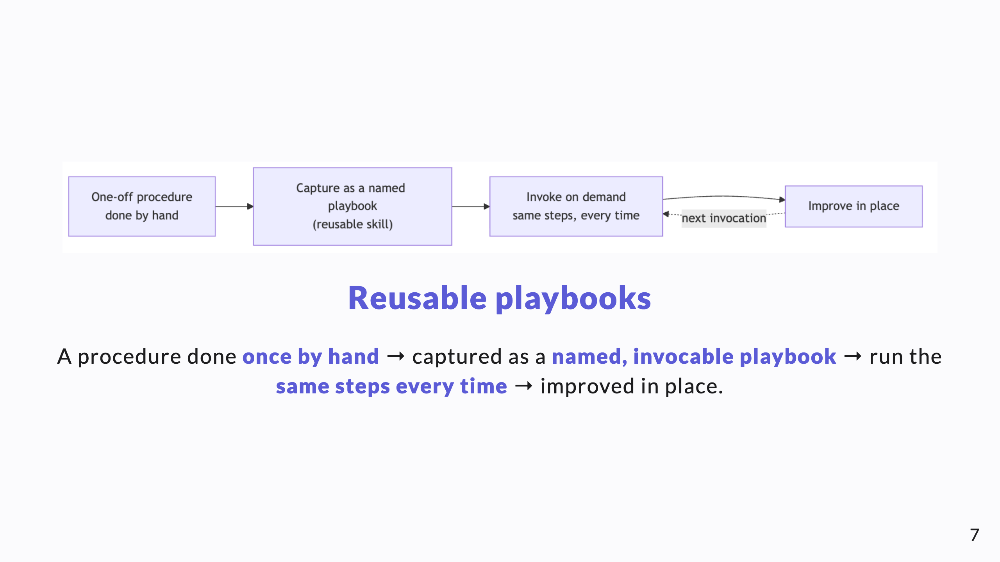 One-off procedure
done by hand
Capture as a named
playbook
(reusable skill)
Invoke on demand
same steps, every time
next invocation
Improve in place
Reusable playbooks
A procedure done once by hand → captured as a named, invocable playbook → run the
same steps every time → improved in place.
7